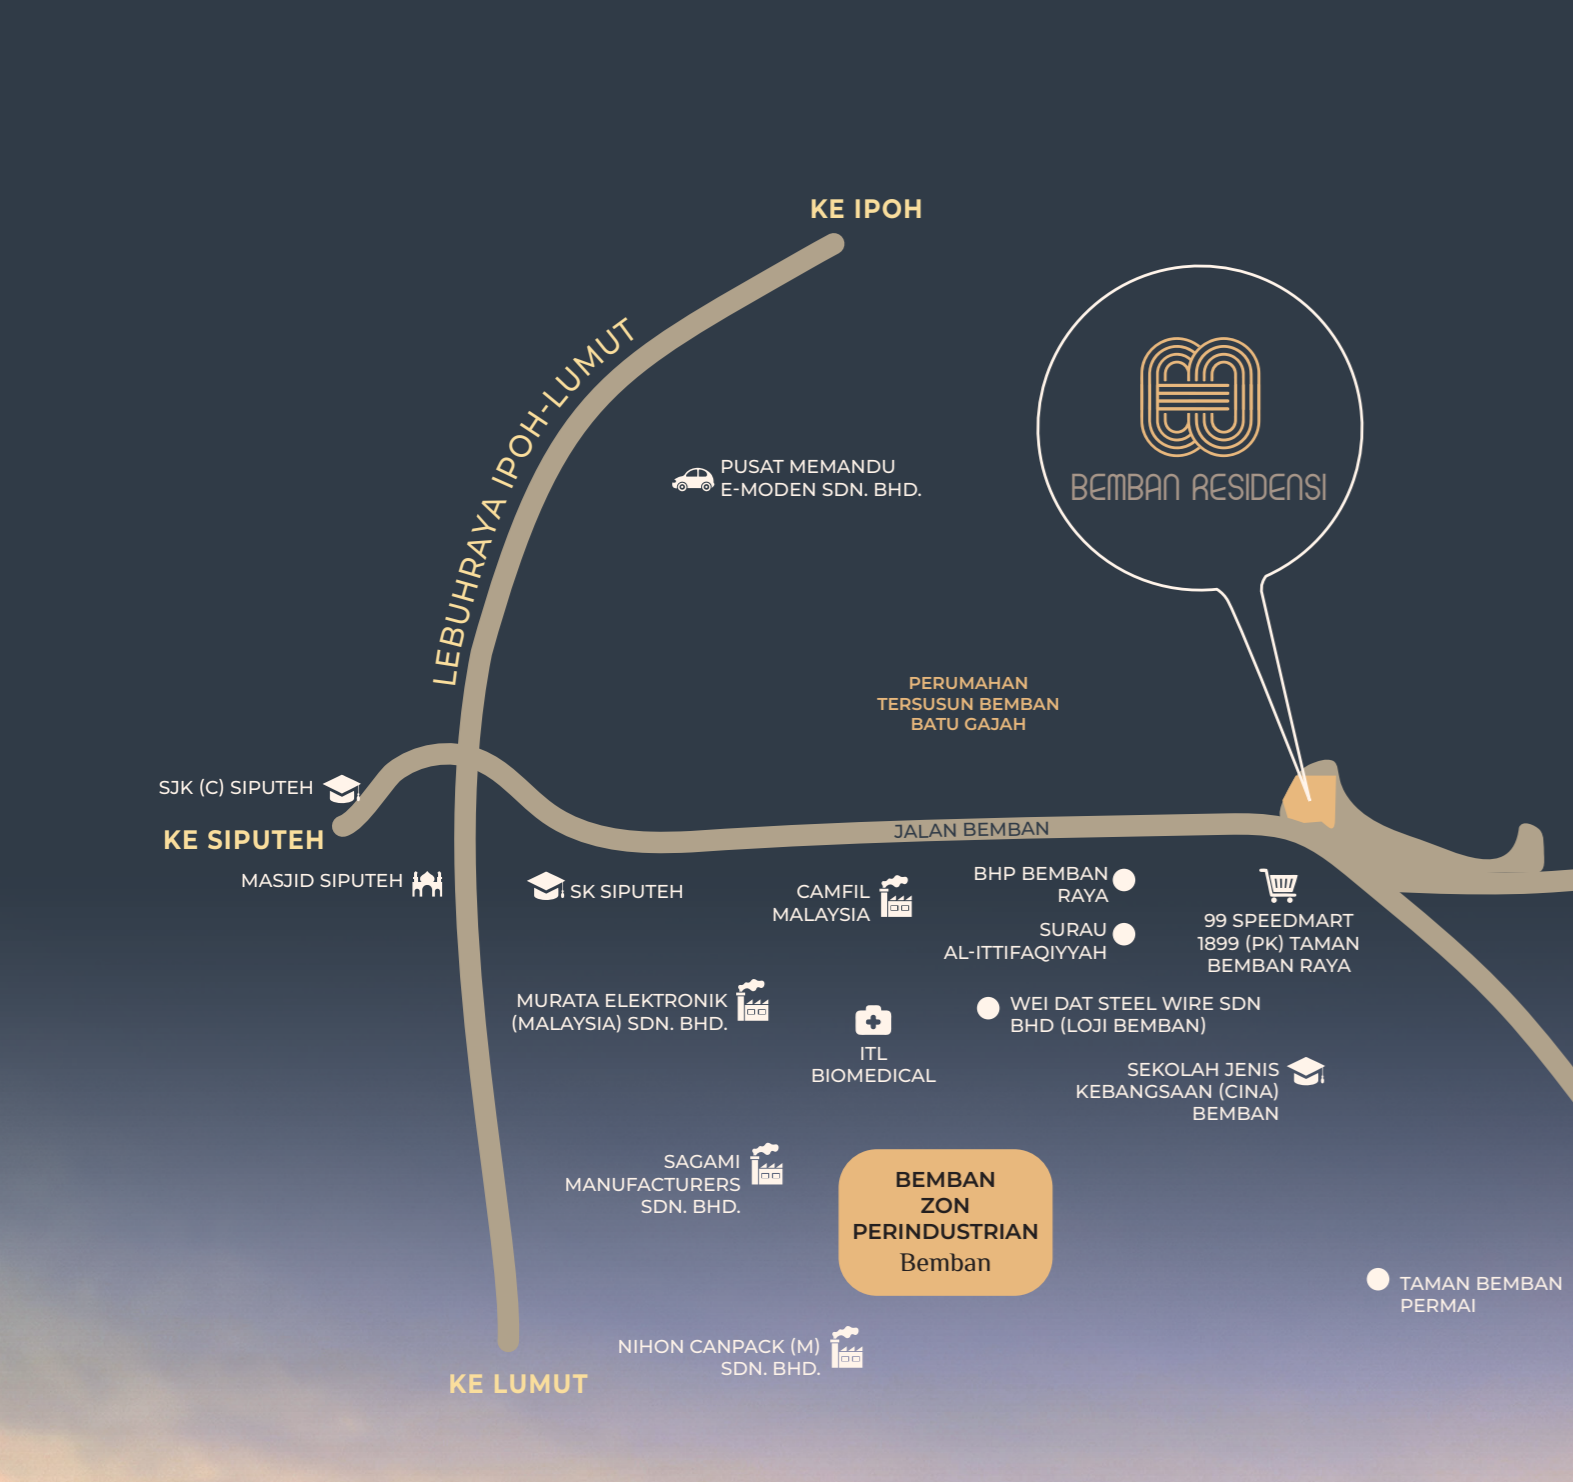 KE IPOH
LEBUHRAYA IPOH-LUMUT
PUSAT MEMANDU
E-MODEN SDN. BHD.
BEMBAN RESIDENSI
PERUMAHAN
TERSUSUN BEMBAN
BATU GAJAH
SJK (C) SIPUTEH
KE SIPUTEH
MASJID SIPUTEH
SK SIPUTEH
JALAN BEMBAN
CAMFIL
MALAYSIA
BHP BEMBAN
RAYA
SURAU
AL-ITTIFAQIYYAH
99 SPEEDMART
1899 (PK) TAMAN
BEMBAN RAYA
MURATA ELEKTRONIK
(MALAYSIA) SDN. BHD.
ITL
BIOMEDICAL
WEI DAT STEEL WIRE SDN
BHD (LOJI BEMBAN)
SEKOLAH JENIS
KEBANGSAAN (CINA)
BEMBAN
SAGAMI
MANUFACTURERS
SDN. BHD.
BEMBAN
ZON
PERINDUSTRIAN
Bemban
TAMAN BEMBAN
PERMAI
NIHON CANPACK (M)
SDN. BHD.
KE LUMUT